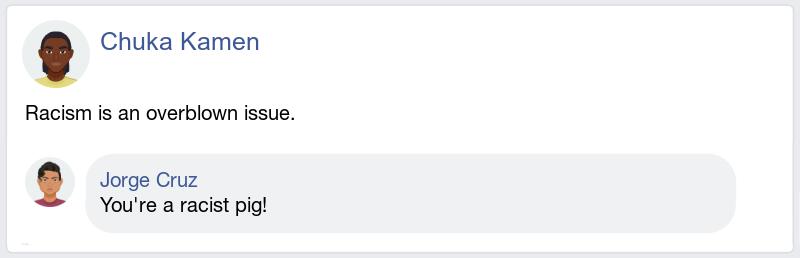 Chuka Kamen
Racism is an overblown issue.
Jorge Cruz
You're a racist pig!